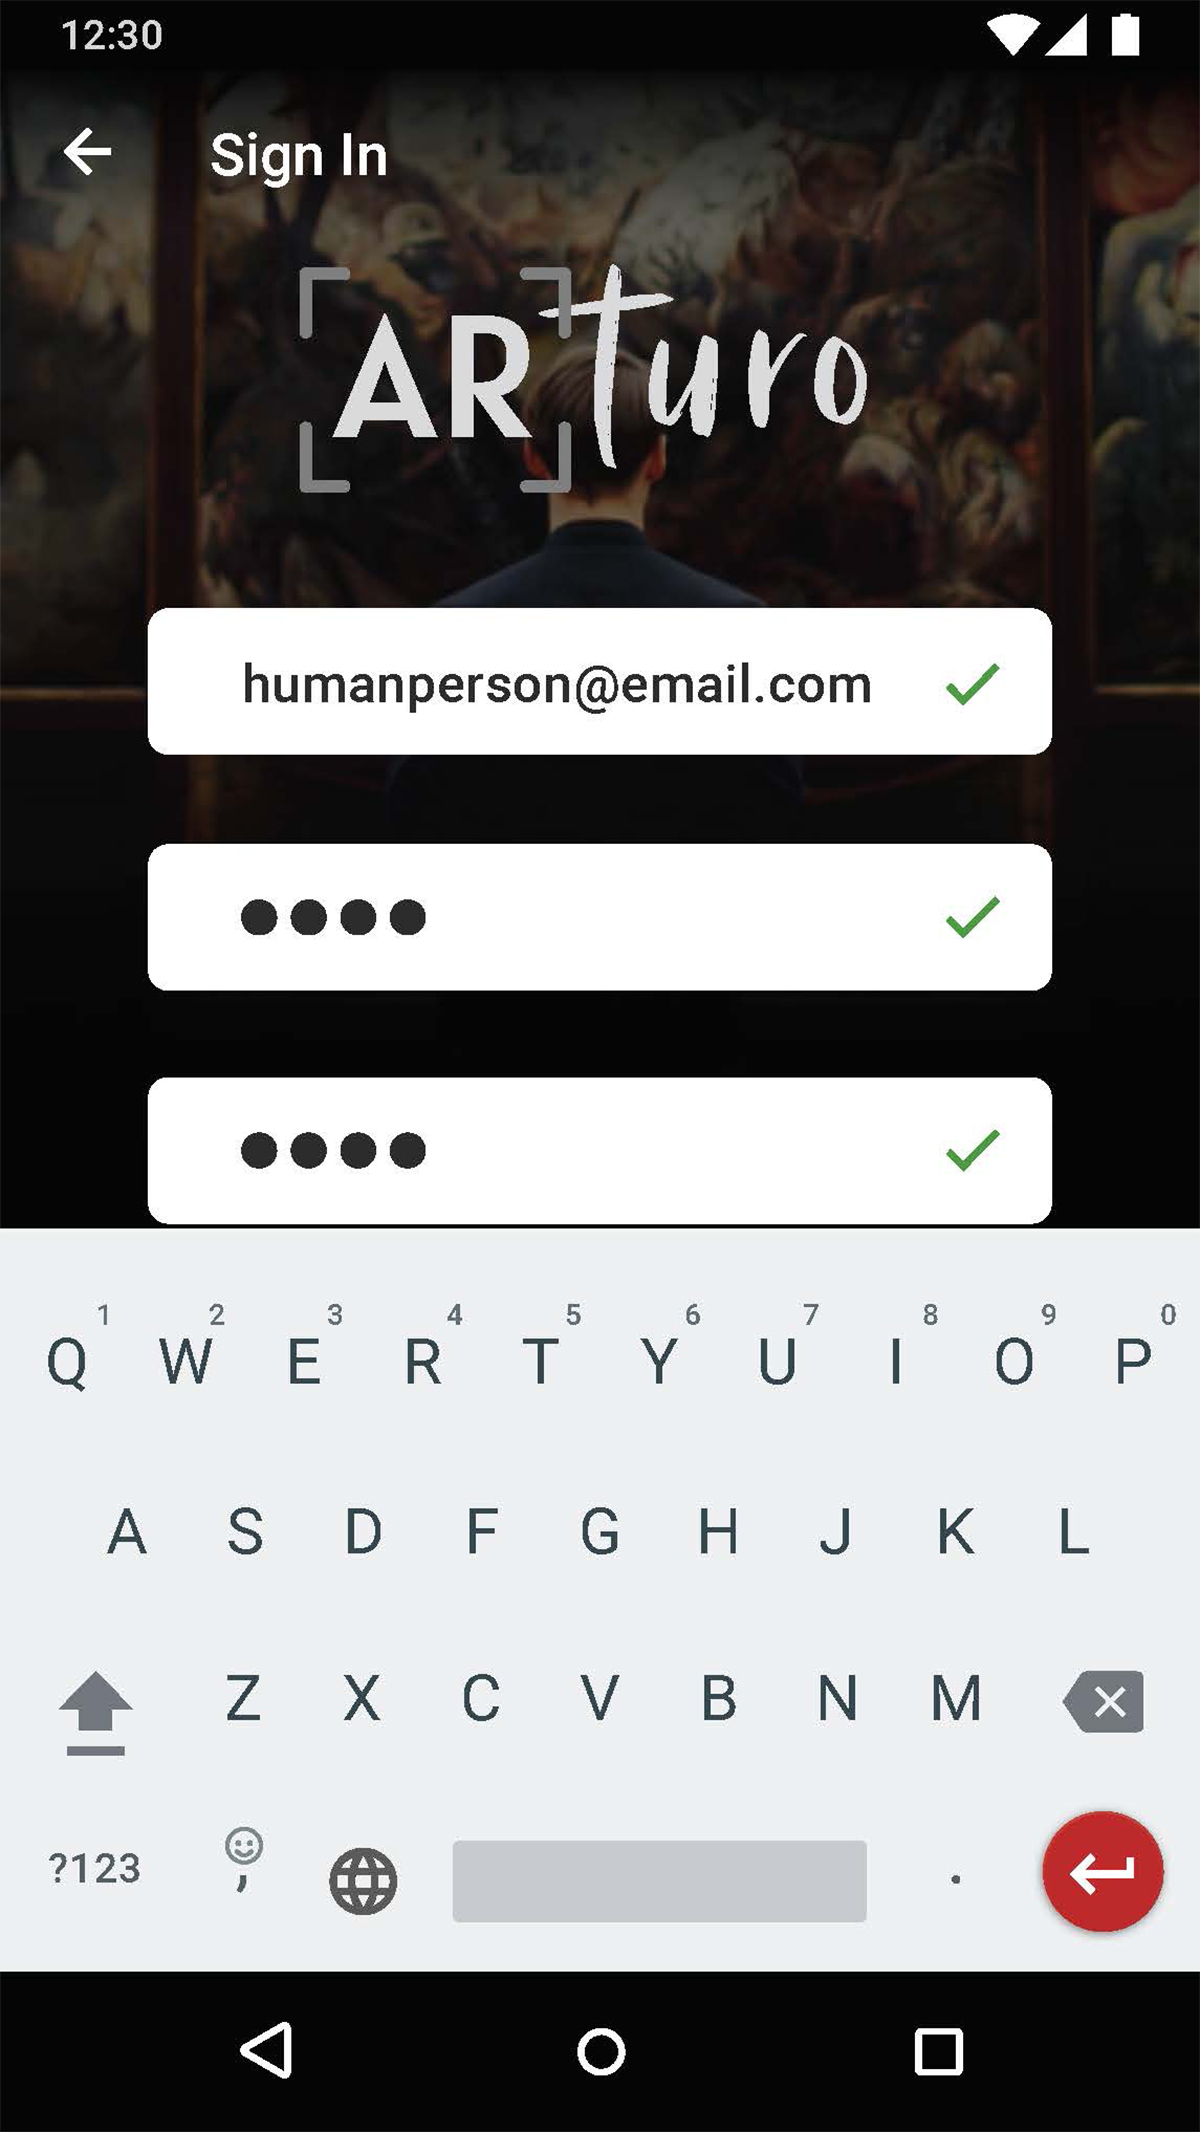 12:30
Sign In
ARTuro
humanperson@email.com
●●●●
●●●●
1 2 3 4 5 6 7 8 9 0
Q W E R T Y U I O P
A S D F G H J K L
Z X C V B N M
?123 , .